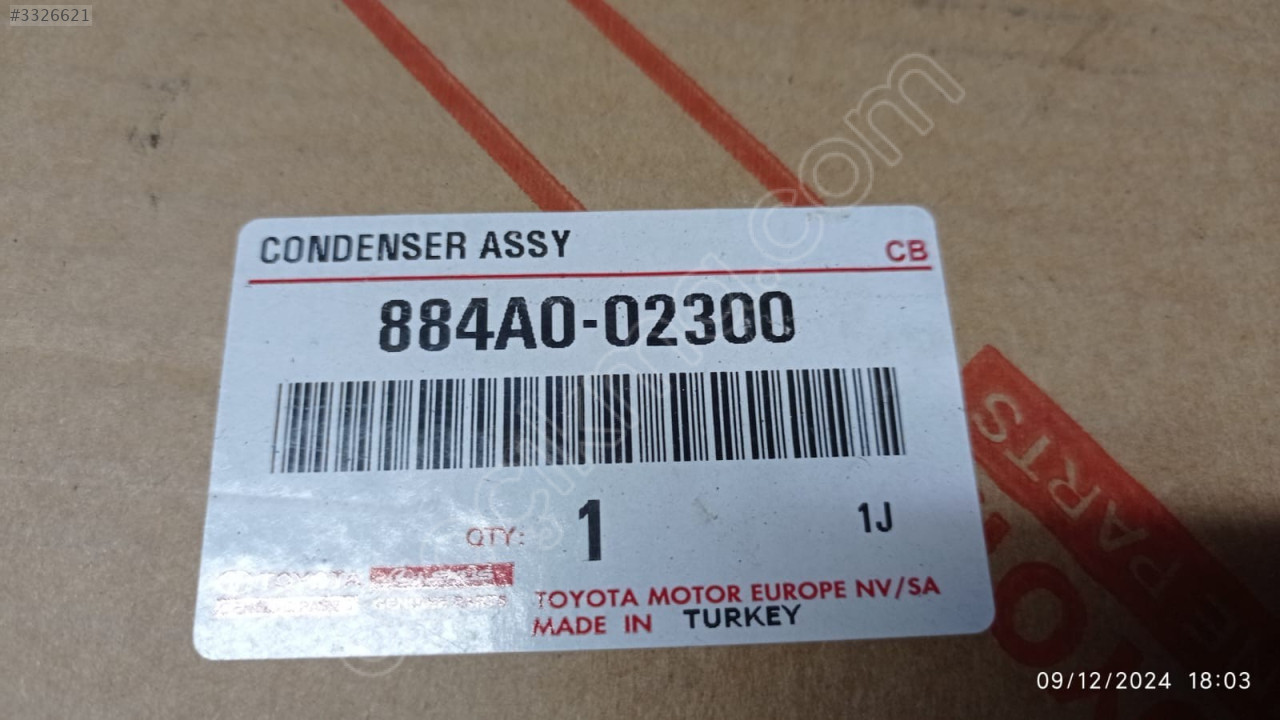 #3326621
CONDENSER ASSY
CB
884A0-02300
QTY: 1
1J
TOYOTA
TOYOTA MOTOR EUROPE NV/SA
MADE IN TURKEY
PARTS
09/12/2024 18:03